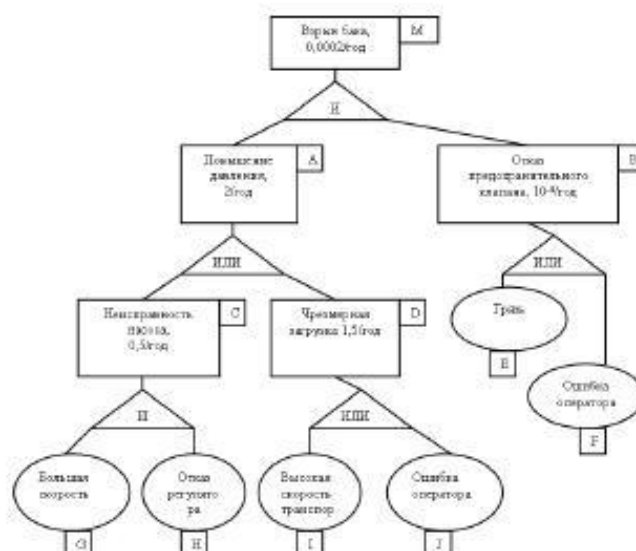 Взрыв бака,
0,0002/год
M
И
Повышение
давления,
2/год
A
Отказ
предохранительного
клапана, 10-4/год
B
ИЛИ
ИЛИ
Неисправность
насоса,
0,5/год
C
Чрезмерная
загрузка 1,5/год
D
Грязь
E
Ошибка
оператора
F
И
ИЛИ
Большая
скорость
G
Отказ
регулято
ра
H
Высокая
скорость
транспор
I
Ошибка
оператора
J